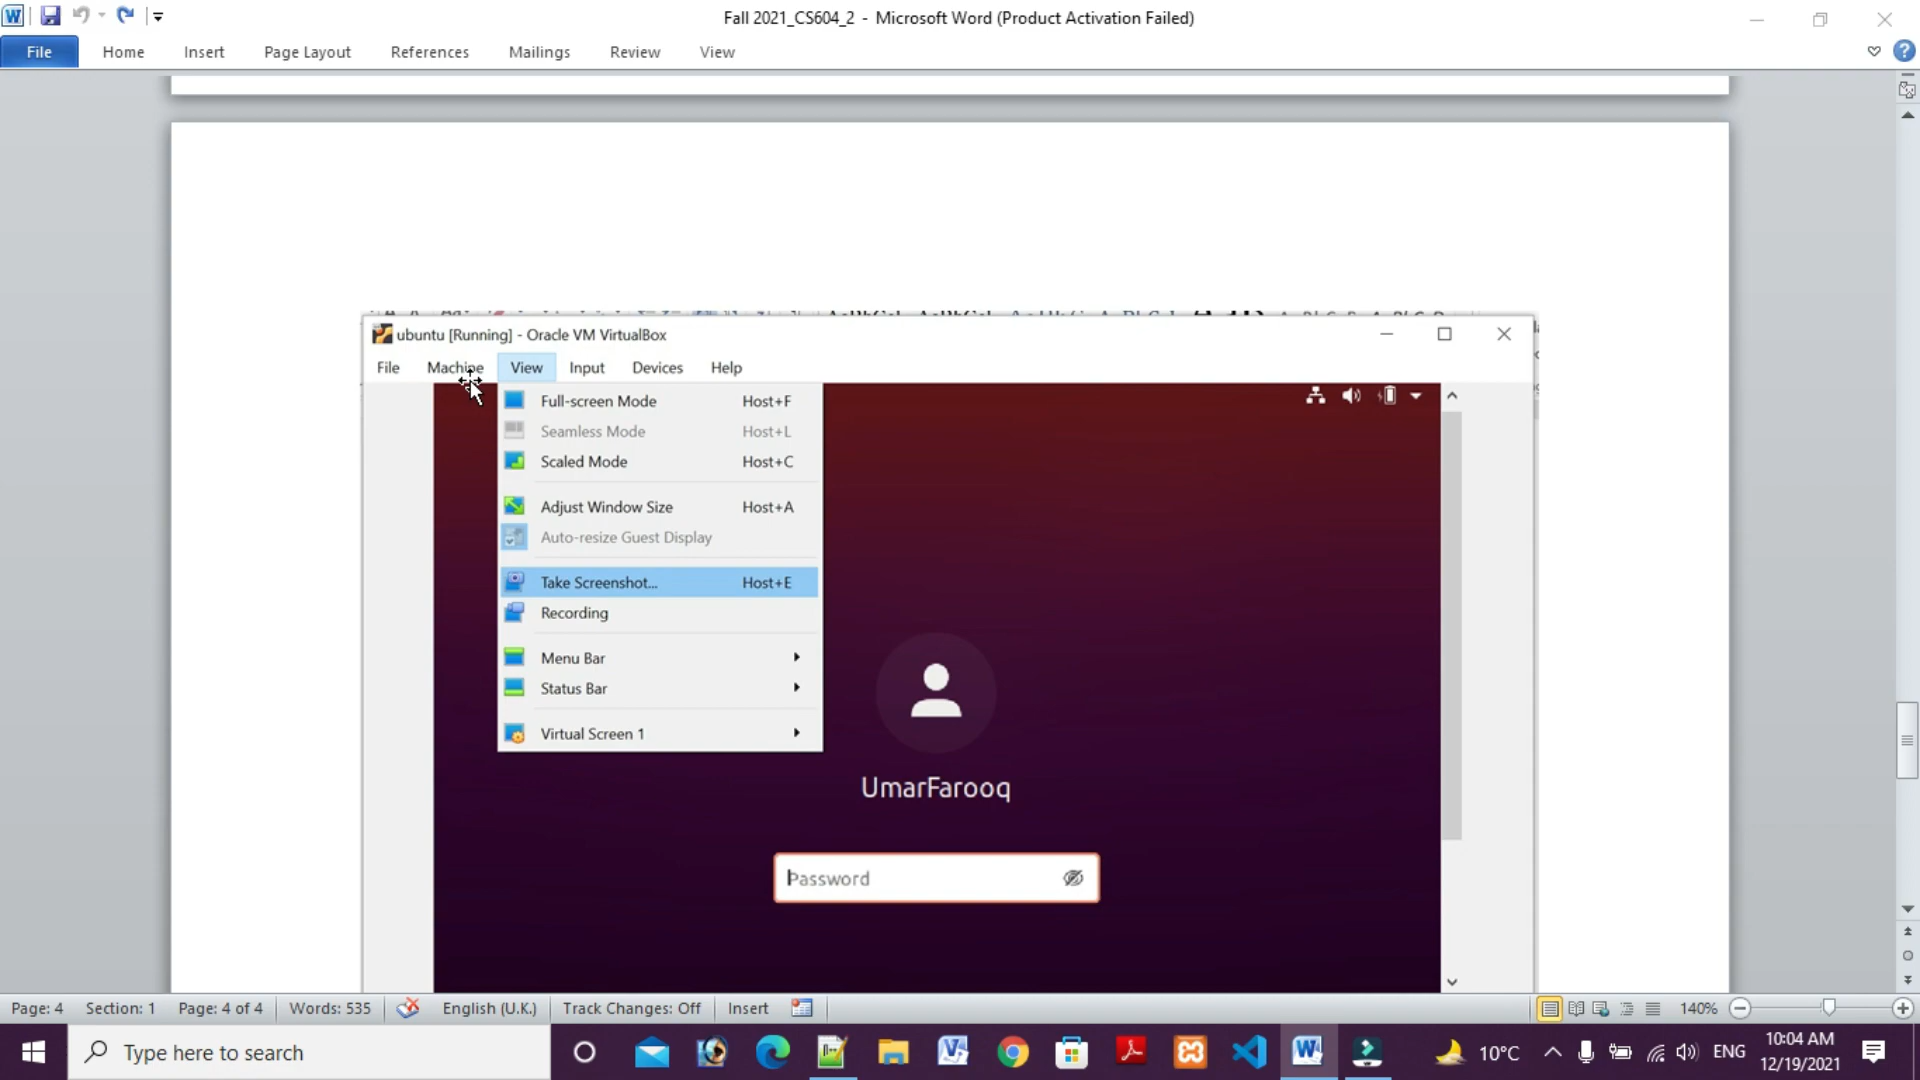 Fall 2021_CS604_2 - Microsoft Word (Product Activation Failed)
File Home Insert Page Layout References Mailings Review View
ubuntu [Running] - Oracle VM VirtualBox
File Machine View Input Devices Help
Full-screen Mode Host+F
Seamless Mode Host+L
Scaled Mode Host+C
Adjust Window Size Host+A
Auto-resize Guest Display
Take Screenshot... Host+E
Recording
Menu Bar
Status Bar
Virtual Screen 1
UmarFarooq
Password
Page: 4 Section: 1 Page: 4 of 4 Words: 535 English (U.K.) Track Changes: Off Insert 140%
Type here to search 10°C ENG 10:04 AM
12/19/2021